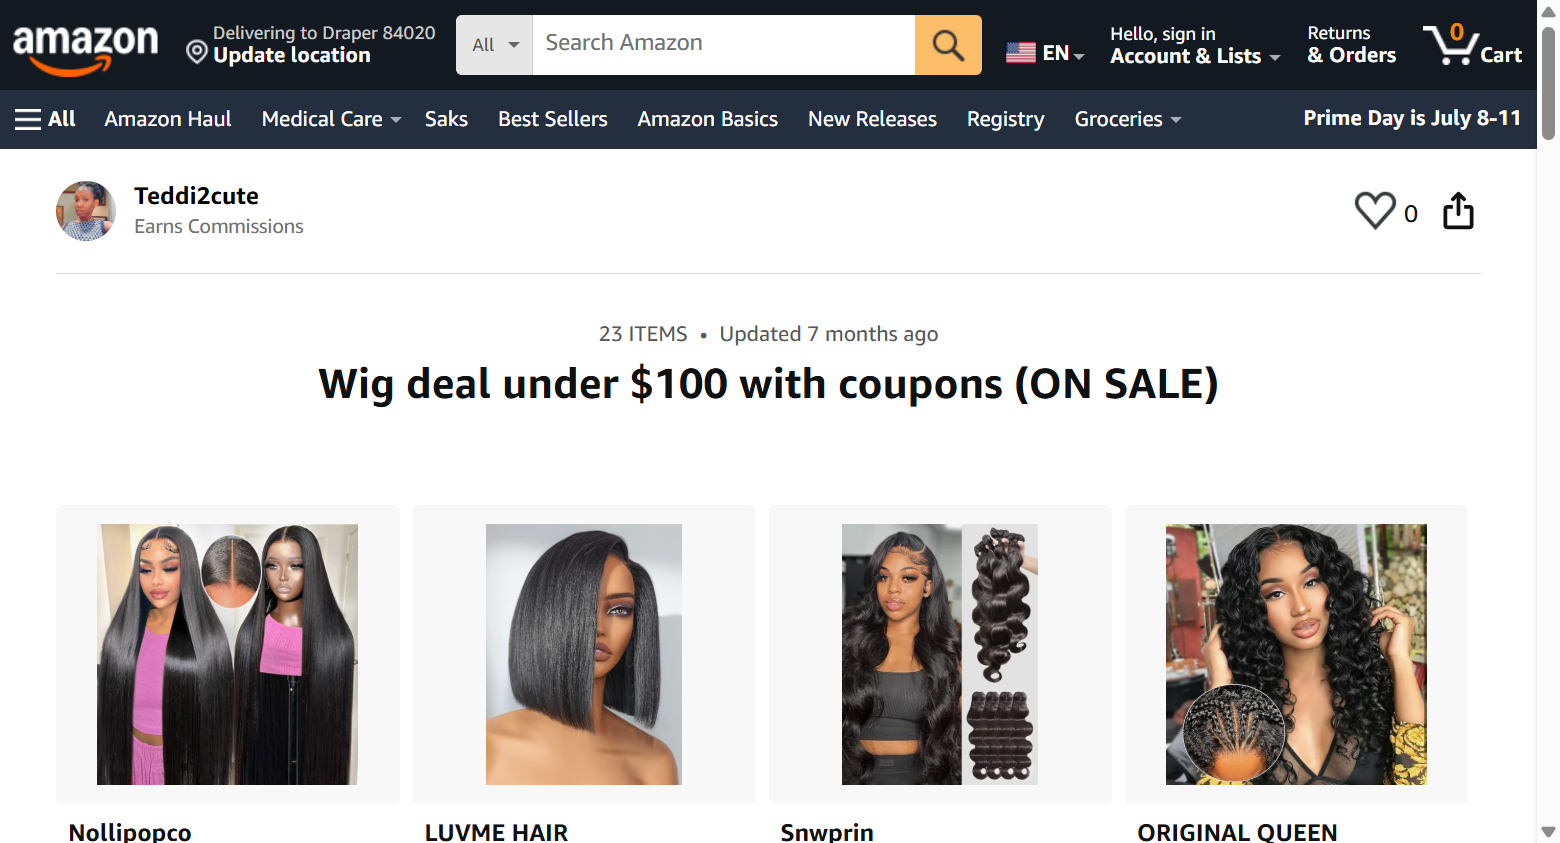 amazon
Delivering to Draper 84020
Update location
All
Search Amazon
EN
Hello, sign in
Account & Lists
Returns
& Orders
0
Cart
All
Amazon Haul
Medical Care
Saks
Best Sellers
Amazon Basics
New Releases
Registry
Groceries
Prime Day is July 8-11
Teddi2cute
Earns Commissions
0
23 ITEMS • Updated 7 months ago
Wig deal under $100 with coupons (ON SALE)
Nollipopco
LUVME HAIR
Snwprin
ORIGINAL QUEEN